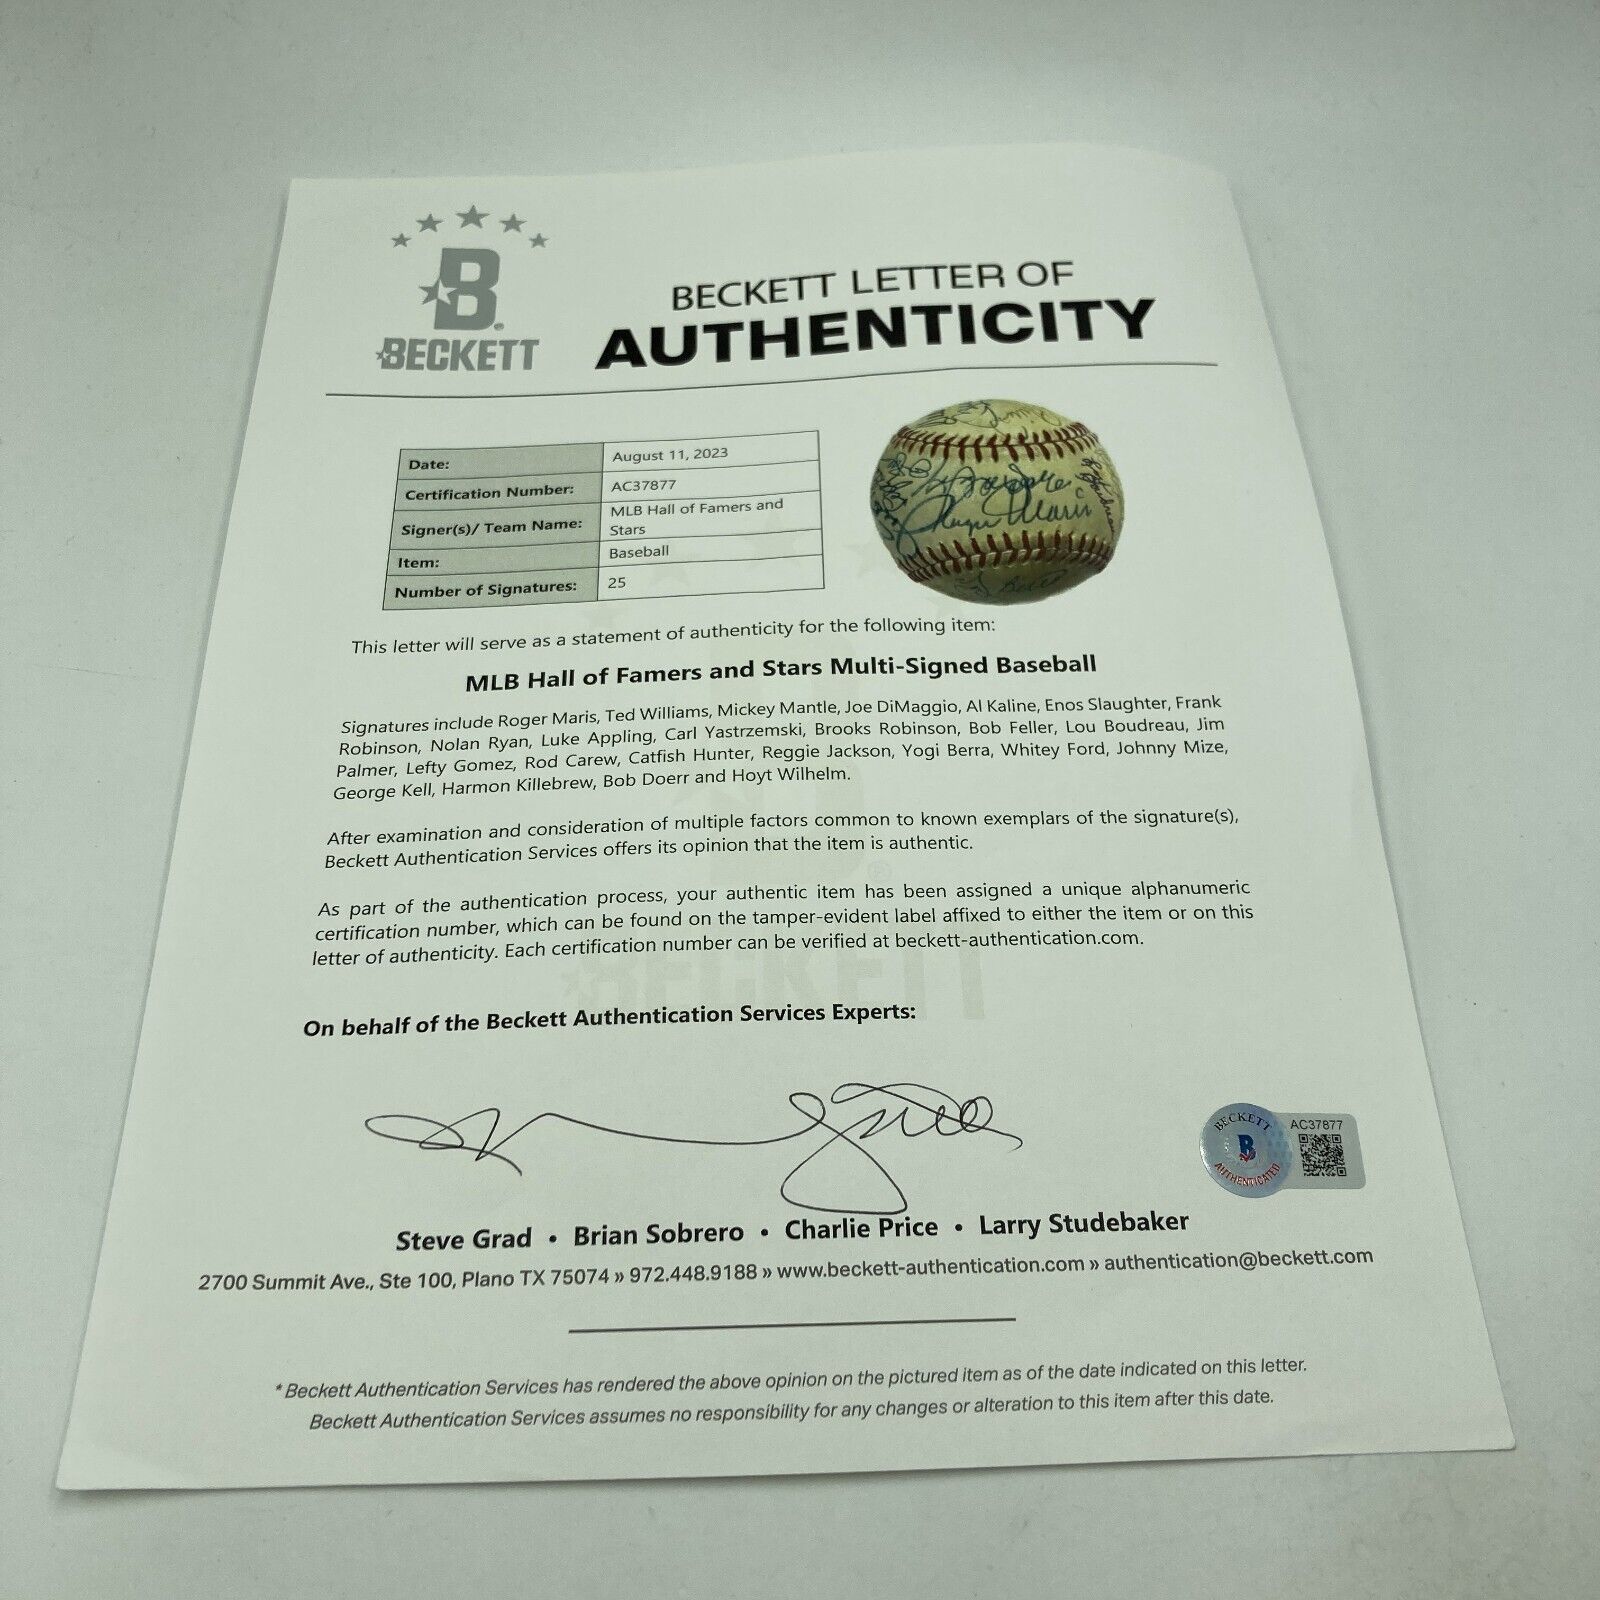 B®
BECKETT
BECKETT LETTER OF
AUTHENTICITY
Date: August 11, 2023
Certification Number: AC37877
Signer(s)/ Team Name: MLB Hall of Famers and
Stars
Item: Baseball
Number of Signatures: 25
Roger Maris
This letter will serve as a statement of authenticity for the following item:
MLB Hall of Famers and Stars Multi-Signed Baseball
Signatures include Roger Maris, Ted Williams, Mickey Mantle, Joe DiMaggio, Al Kaline, Enos Slaughter, Frank
Robinson, Nolan Ryan, Luke Appling, Carl Yastrzemski, Brooks Robinson, Bob Feller, Lou Boudreau, Jim
Palmer, Lefty Gomez, Rod Carew, Catfish Hunter, Reggie Jackson, Yogi Berra, Whitey Ford, Johnny Mize,
George Kell, Harmon Killebrew, Bob Doerr and Hoyt Wilhelm.
After examination and consideration of multiple factors common to known exemplars of the signature(s),
Beckett Authentication Services offers its opinion that the item is authentic.
As part of the authentication process, your authentic item has been assigned a unique alphanumeric
certification number, which can be found on the tamper-evident label affixed to either the item or on this
letter of authenticity. Each certification number can be verified at beckett-authentication.com.
On behalf of the Beckett Authentication Services Experts:
BECKETT
B
AUTHENTICATED
AC37877
Steve Grad • Brian Sobrero • Charlie Price • Larry Studebaker
2700 Summit Ave., Ste 100, Plano TX 75074 » 972.448.9188 » www.beckett-authentication.com » authentication@beckett.com
* Beckett Authentication Services has rendered the above opinion on the pictured item as of the date indicated on this letter.
Beckett Authentication Services assumes no responsibility for any changes or alteration to this item after this date.